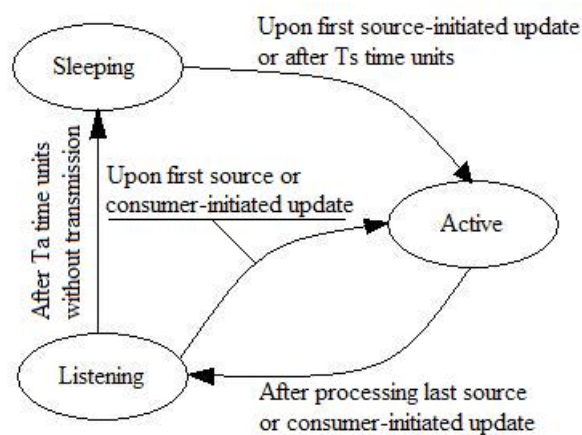 Upon first source-initiated update
or after Ts time units
Sleeping
After Ta time units
without transmission
Upon first source or
consumer-initiated update
Active
Listening
After processing last source
or consumer-initiated update